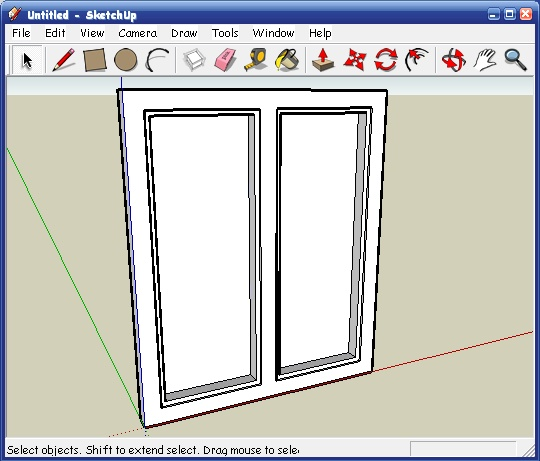 Untitled - SketchUp
File Edit View Camera Draw Tools Window Help
Select objects. Shift to extend select. Drag mouse to sele